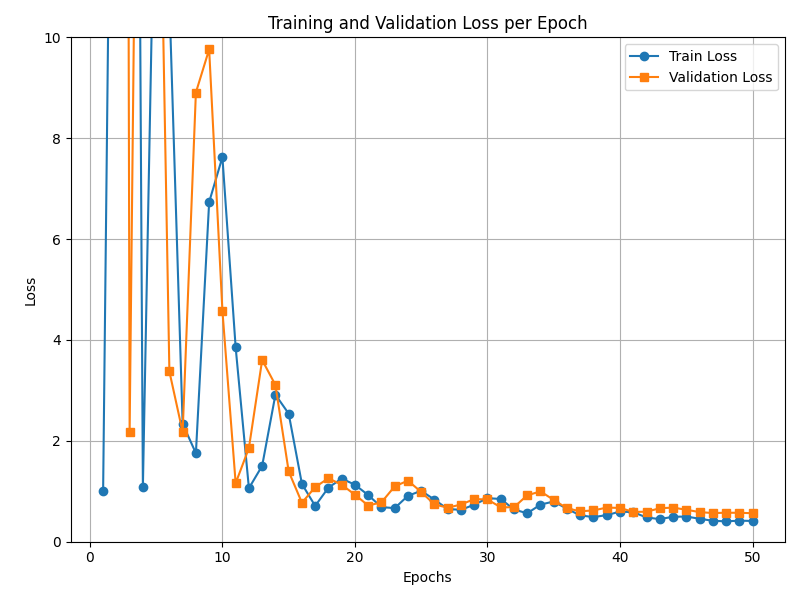 Training and Validation Loss per Epoch
Train Loss
Validation Loss
Loss
10
8
6
4
2
0
0 10 20 30 40 50
Epochs